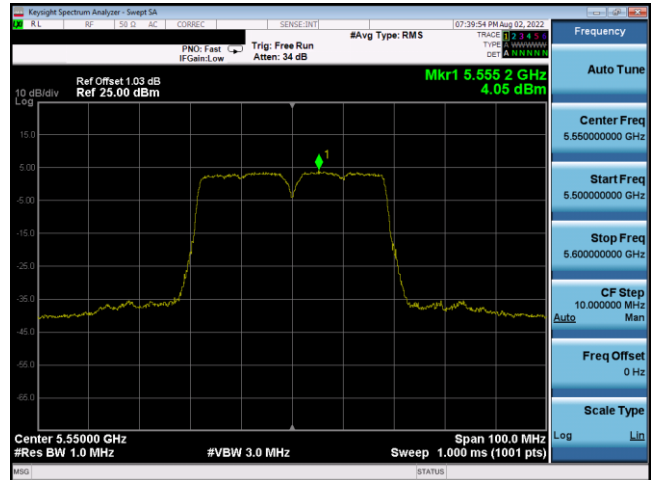 Keysight Spectrum Analyzer - Swept SA
RL RF 50 Ω AC CORREC SENSE:INT 07:39:54 PM Aug 02, 2022
#Avg Type: RMS TRACE 1 2 3 4 5 6
PNO: Fast Trig: Free Run TYPE A WWWWW
IFGain:Low Atten: 34 dB DET A N N N N N
Mkr1 5.555 2 GHz
4.05 dBm
Ref Offset 1.03 dB
10 dB/div Ref 25.00 dBm
Log
15.0
5.00
-5.00
-15.0
-25.0
-35.0
-45.0
-55.0
-65.0
1
Center 5.55000 GHz Span 100.0 MHz
#Res BW 1.0 MHz #VBW 3.0 MHz Sweep 1.000 ms (1001 pts)
MSG STATUS
Frequency
Auto Tune
Center Freq
5.550000000 GHz
Start Freq
5.500000000 GHz
Stop Freq
5.600000000 GHz
CF Step
10.000000 MHz
Auto Man
Freq Offset
0 Hz
Scale Type
Log Lin